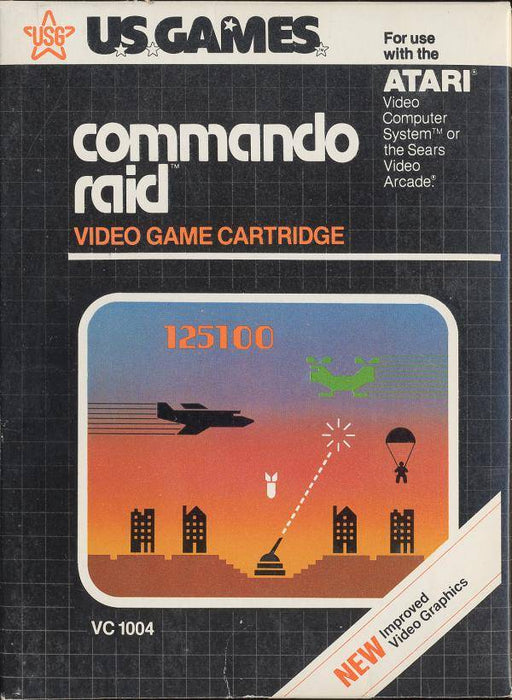 USG
U.S. GAMES
For use
with the
ATARI®
Video
Computer
System™ or
the Sears
Video
Arcade®.
commando
raid™
VIDEO GAME CARTRIDGE
125100
VC 1004
NEW Improved
Video Graphics